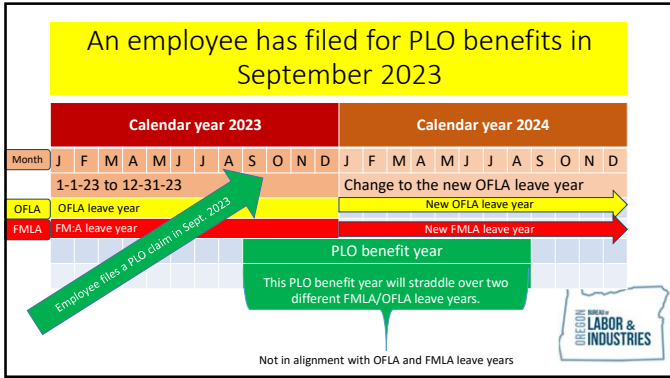 An employee has filed for PLO benefits in
September 2023
Calendar year 2023 Calendar year 2024
Month J F M A M J J A S O N D J F M A M J J A S O N D
1-1-23 to 12-31-23 Change to the new OFLA leave year
OFLA OFLA leave year New OFLA leave year
FMLA FM:A leave year New FMLA leave year
Employee files a PLO claim in Sept. 2023
PLO benefit year
This PLO benefit year will straddle over two
different FMLA/OFLA leave years.
Not in alignment with OFLA and FMLA leave years
OREGON
BUREAU OF
LABOR &
INDUSTRIES